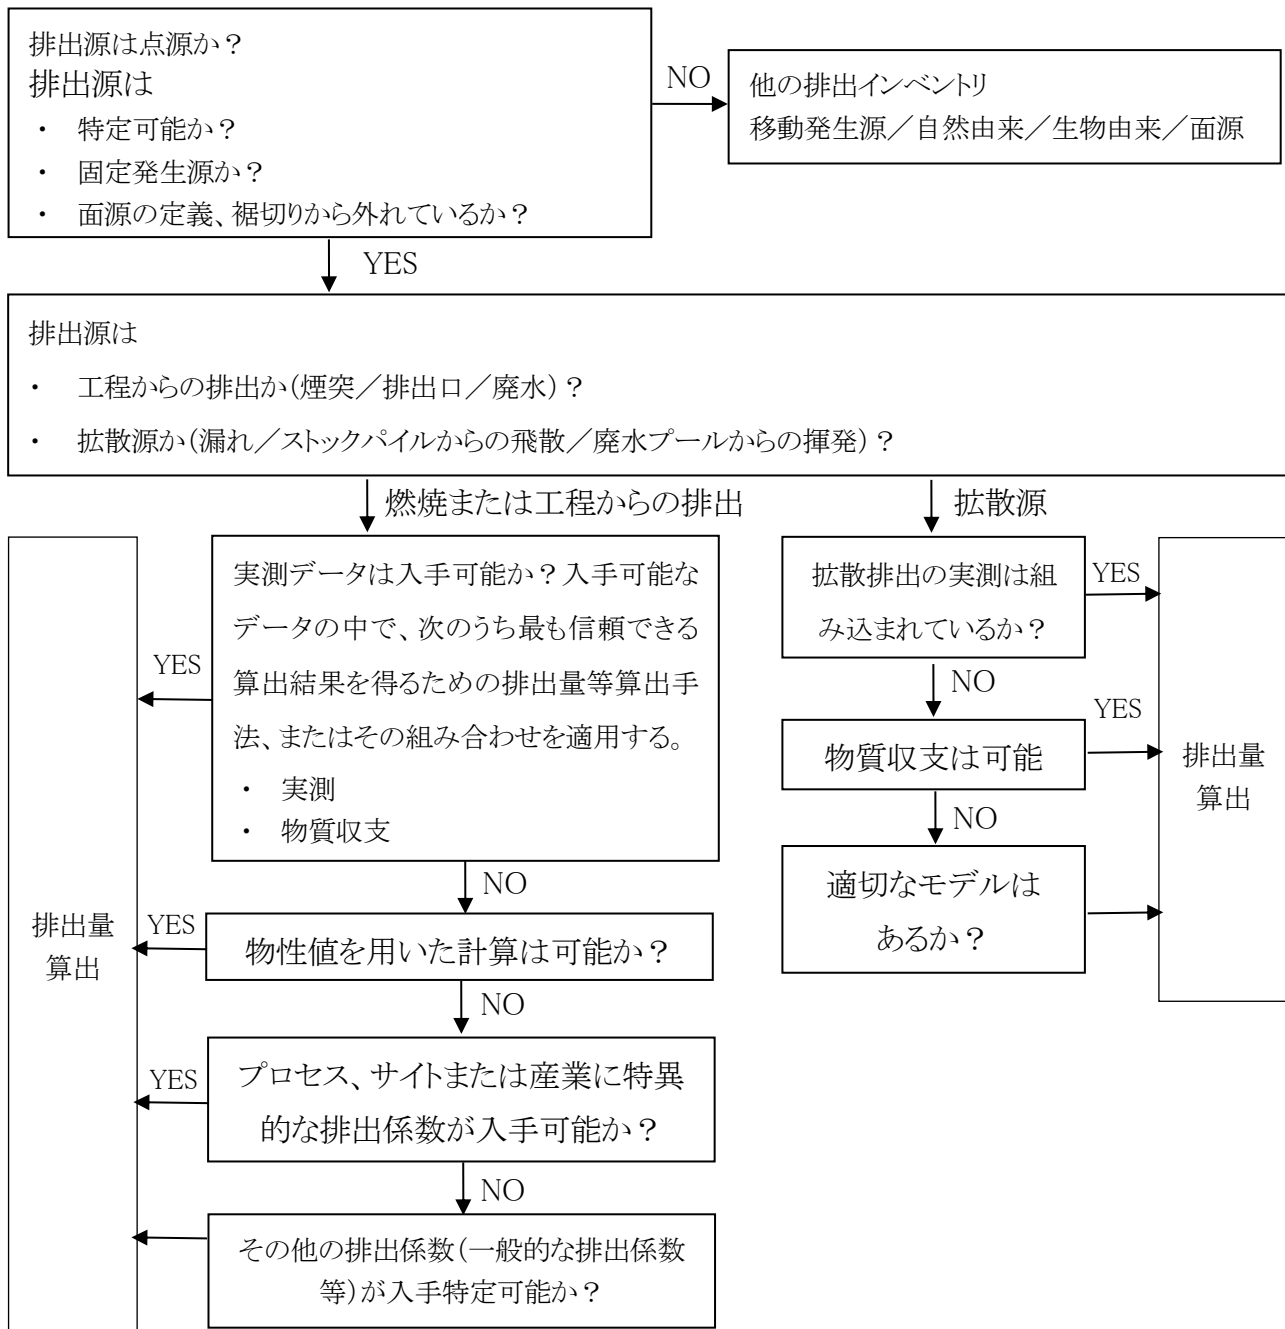 排出源は点源か？
排出源は
・ 特定可能か？
・ 固定発生源か？
・ 面源の定義、裾切りから外れているか？
NO
他の排出インベントリ
移動発生源／自然由来／生物由来／面源
YES
排出源は
・ 工程からの排出か（煙突／排出口／廃水）？
・ 拡散源か（漏れ／ストックパイルからの飛散／廃水プールからの揮発）？
燃焼または工程からの排出
拡散源
実測データは入手可能か？入手可能な
データの中で、次のうち最も信頼できる
算出結果を得るための排出量等算出手
法、またはその組み合わせを適用する。
・ 実測
・ 物質収支
YES
NO
物性値を用いた計算は可能か？
YES
NO
プロセス、サイトまたは産業に特異
的な排出係数が入手可能か？
YES
NO
その他の排出係数（一般的な排出係数
等）が入手特定可能か？
排出量
算出
拡散排出の実測は組
み込まれているか？
YES
NO
物質収支は可能
YES
NO
適切なモデルは
あるか？
排出量
算出